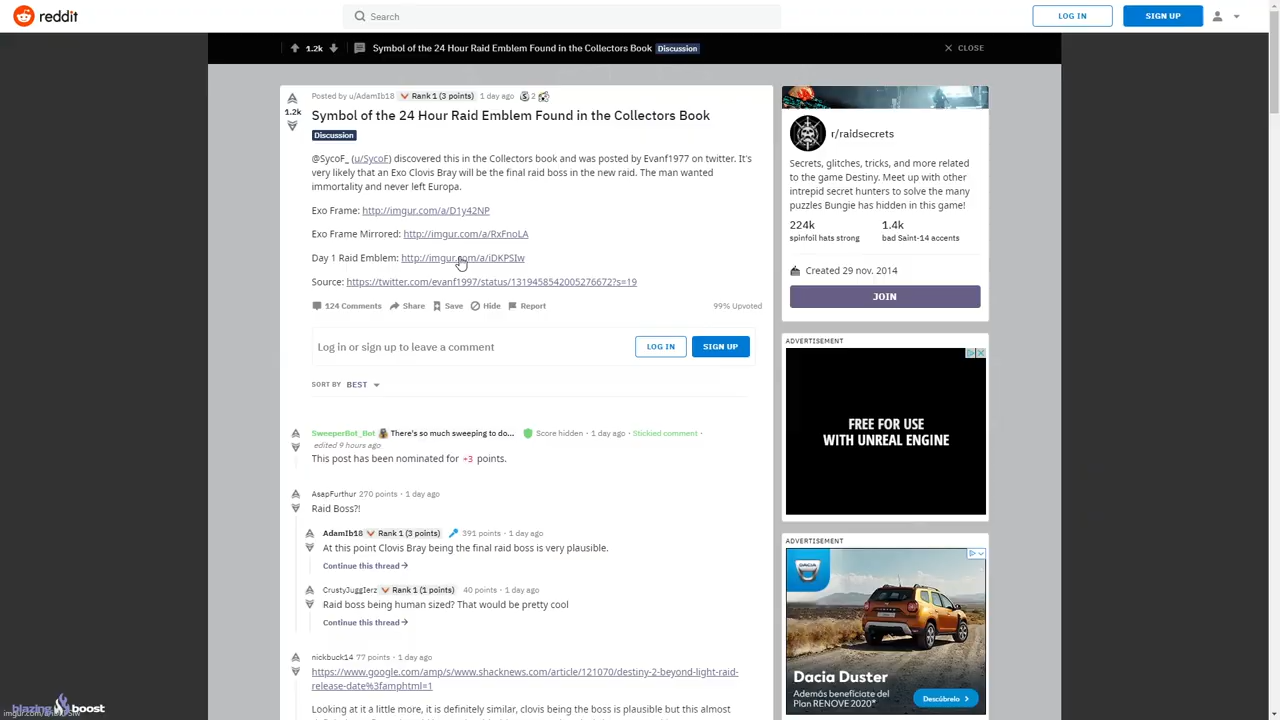 reddit
Search
LOG IN
SIGN UP
1.2k
Symbol of the 24 Hour Raid Emblem Found in the Collectors Book Discussion
CLOSE
Posted by u/AdamIb18 Rank 1 (3 points) 1 day ago 2
1.2k
Symbol of the 24 Hour Raid Emblem Found in the Collectors Book
Discussion
@SycoF_ (u/SycoF) discovered this in the Collectors book and was posted by Evanf1977 on twitter. It's
very likely that an Exo Clovis Bray will be the final raid boss in the new raid. The man wanted
immortality and never left Europa.
Exo Frame: http://imgur.com/a/D1y42NP
Exo Frame Mirrored: http://imgur.com/a/RxFnoLA
Day 1 Raid Emblem: http://imgur.com/a/iDKPSIw
Source: https://twitter.com/evanf1997/status/1319458542005276672?s=19
124 Comments Share Save Hide Report
99% Upvoted
Log in or sign up to leave a comment
LOG IN
SIGN UP
SORT BY BEST
SweeperBot_Bot There's so much sweeping to do... Score hidden · 1 day ago · Stickied comment ·
edited 9 hours ago
This post has been nominated for +3 points.
AsapFurthur 270 points · 1 day ago
Raid Boss?!
AdamIb18 Rank 1 (3 points) 391 points · 1 day ago
At this point Clovis Bray being the final raid boss is very plausible.
Continue this thread
CrustyJuggIerz Rank 1 (1 points) 40 points · 1 day ago
Raid boss being human sized? That would be pretty cool
Continue this thread
nickbuck14 77 points · 1 day ago
https://www.google.com/amp/s/www.shacknews.com/article/121070/destiny-2-beyond-light-raid-
release-date%3famphtml=1
Looking at it a little more, it is definitely similar, clovis being the boss is plausible but this almost
r/raidsecrets
Secrets, glitches, tricks, and more related
to the game Destiny. Meet up with other
intrepid secret hunters to solve the many
puzzles Bungie has hidden in this game!
224k
1.4k
spinfoil hats strong
bad Saint-14 accents
Created 29 nov. 2014
JOIN
ADVERTISEMENT
FREE FOR USE
WITH UNREAL ENGINE
ADVERTISEMENT
DACIA
Dacia Duster
Además benefíciate del
Plan RENOVE 2020*
Descúbrelo
blazing boost